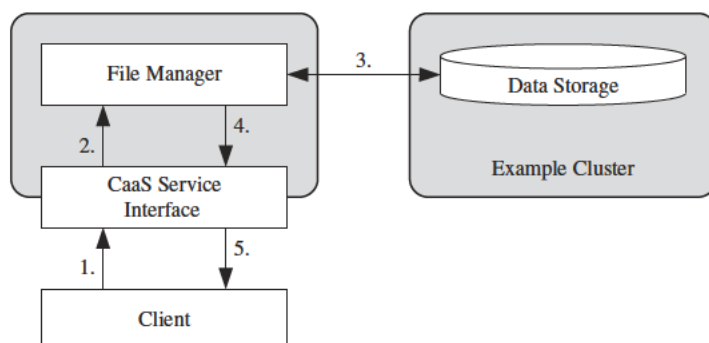 File Manager
3.
Data Storage
2.
4.
CaaS Service
Interface
Example Cluster
1.
5.
Client